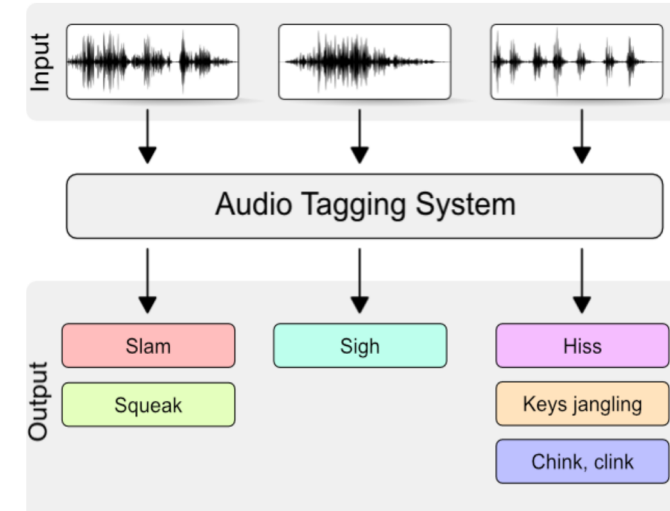 Input
Audio Tagging System
Output
Slam
Sigh
Hiss
Squeak
Keys jangling
Chink, clink